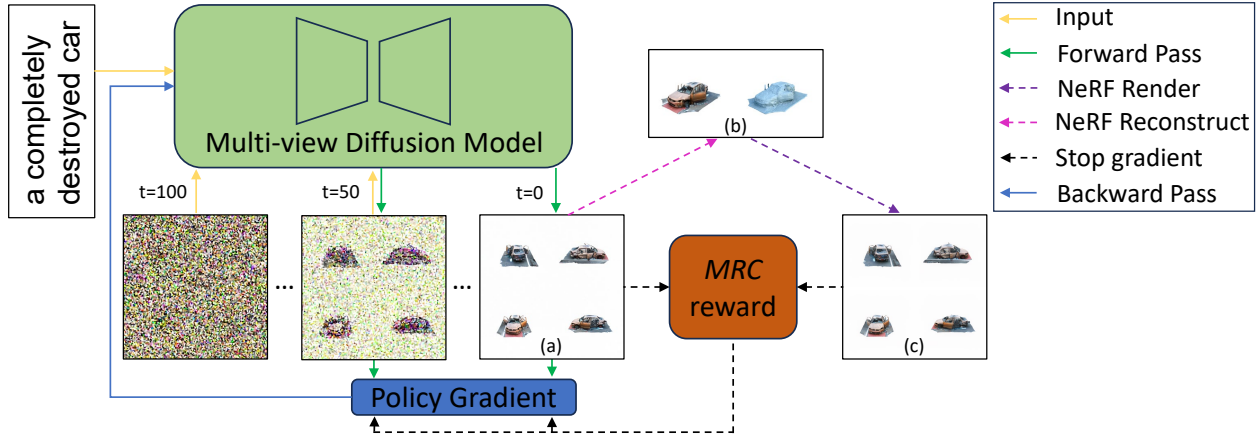 a completely
destroyed car
Multi-view Diffusion Model
t=100
t=50
t=0
...
...
(a)
(b)
(c)
MRC
reward
Policy Gradient
Input
Forward Pass
NeRF Render
NeRF Reconstruct
Stop gradient
Backward Pass